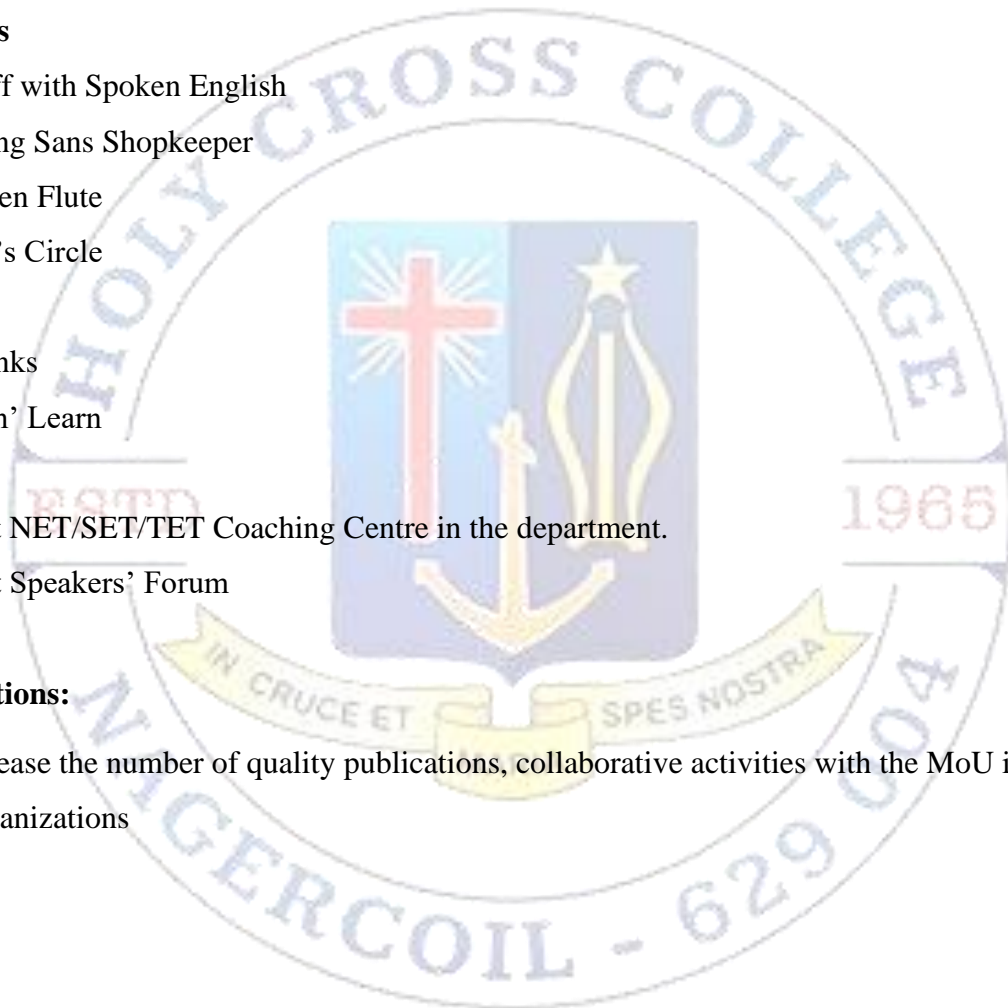 s
ff with Spoken English
ng Sans Shopkeeper
en Flute
’s Circle
nks
n’ Learn
t NET/SET/TET Coaching Centre in the department.
t Speakers’ Forum
tions:
ease the number of quality publications, collaborative activities with the MoU i
anizations
HOLY CROSS COLLEGE
ESTD 1965
IN CRUCE ET SPES NOSTRA
NAGERCOIL - 629 004